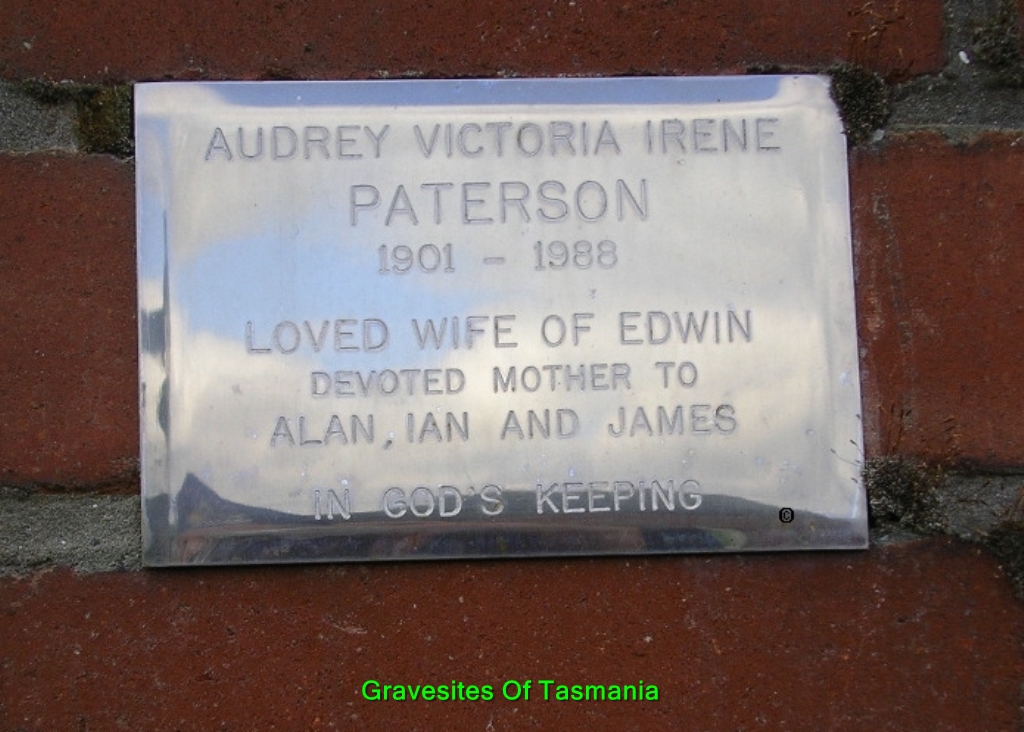 AUDREY VICTORIA IRENE
PATERSON
1901 - 1988
LOVED WIFE OF EDWIN
DEVOTED MOTHER TO
ALAN, IAN AND JAMES
IN GOD'S KEEPING
©
Gravesites Of Tasmania